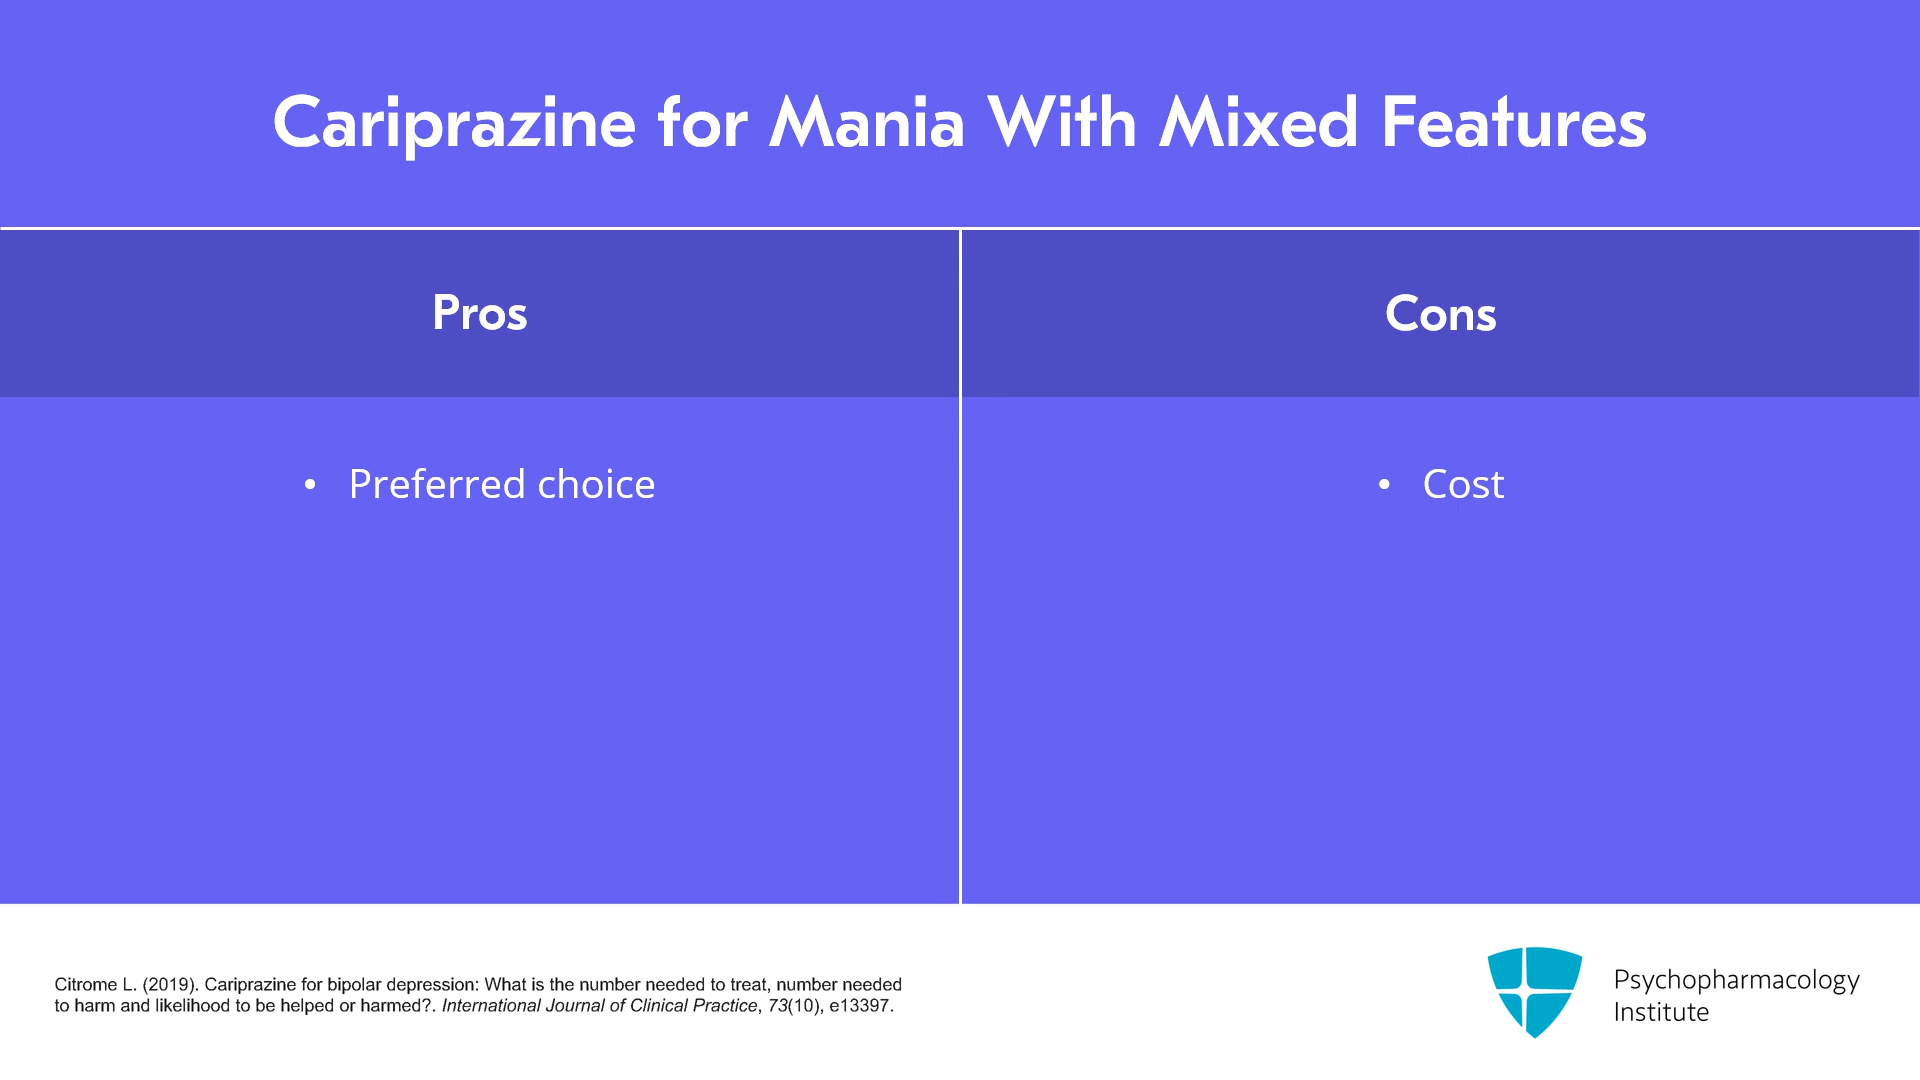 Cariprazine for Mania With Mixed Features
Pros
Cons
• Preferred choice
• Cost
Citrome L. (2019). Cariprazine for bipolar depression: What is the number needed to treat, number needed
to harm and likelihood to be helped or harmed?. International Journal of Clinical Practice, 73(10), e13397.
Psychopharmacology
Institute